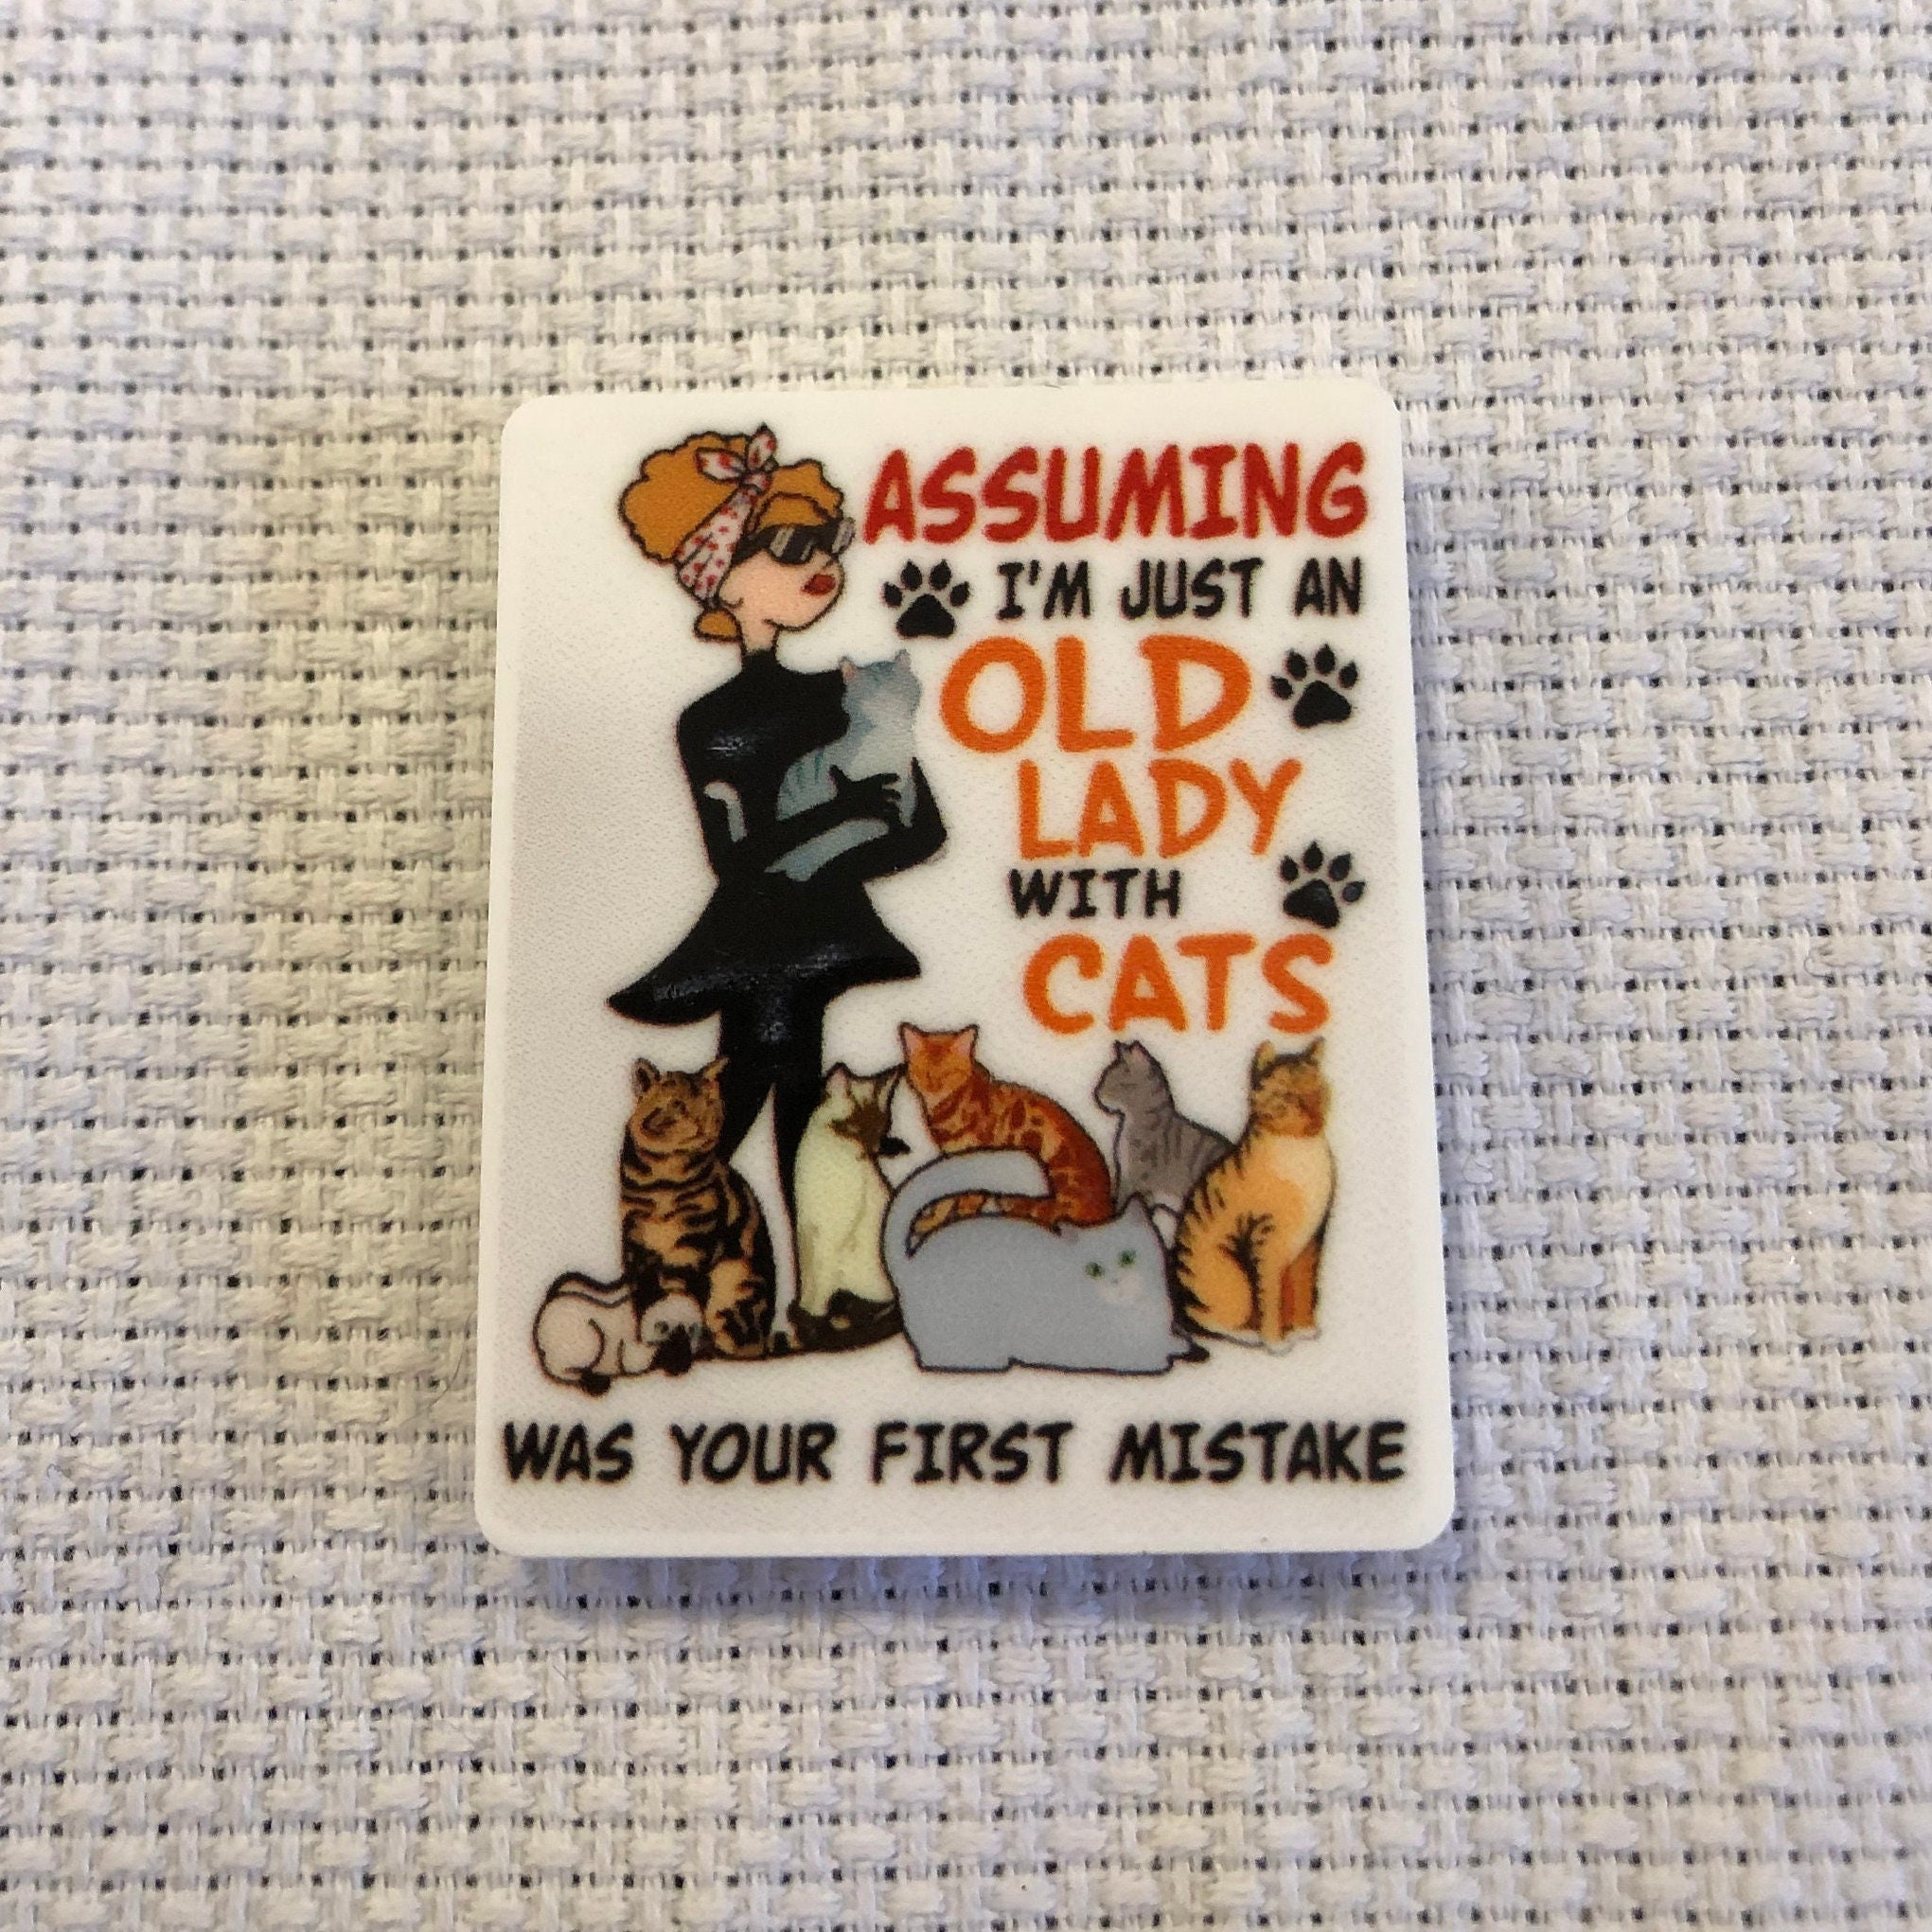 ASSUMING
I'M JUST AN
OLD
LADY
WITH
CATS
WAS YOUR FIRST MISTAKE